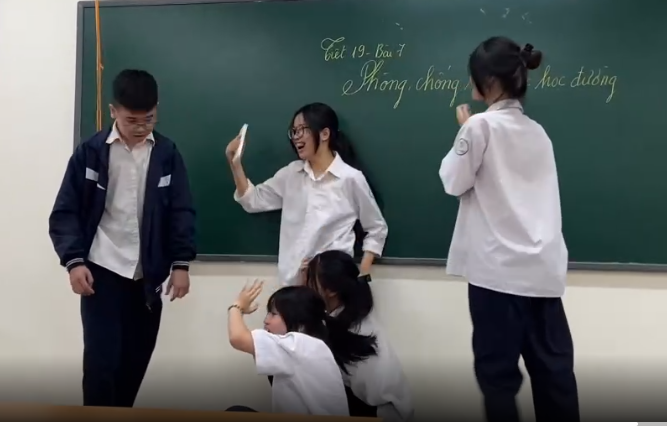 Tiết 19 - Bài 7
Phòng, chống học đường